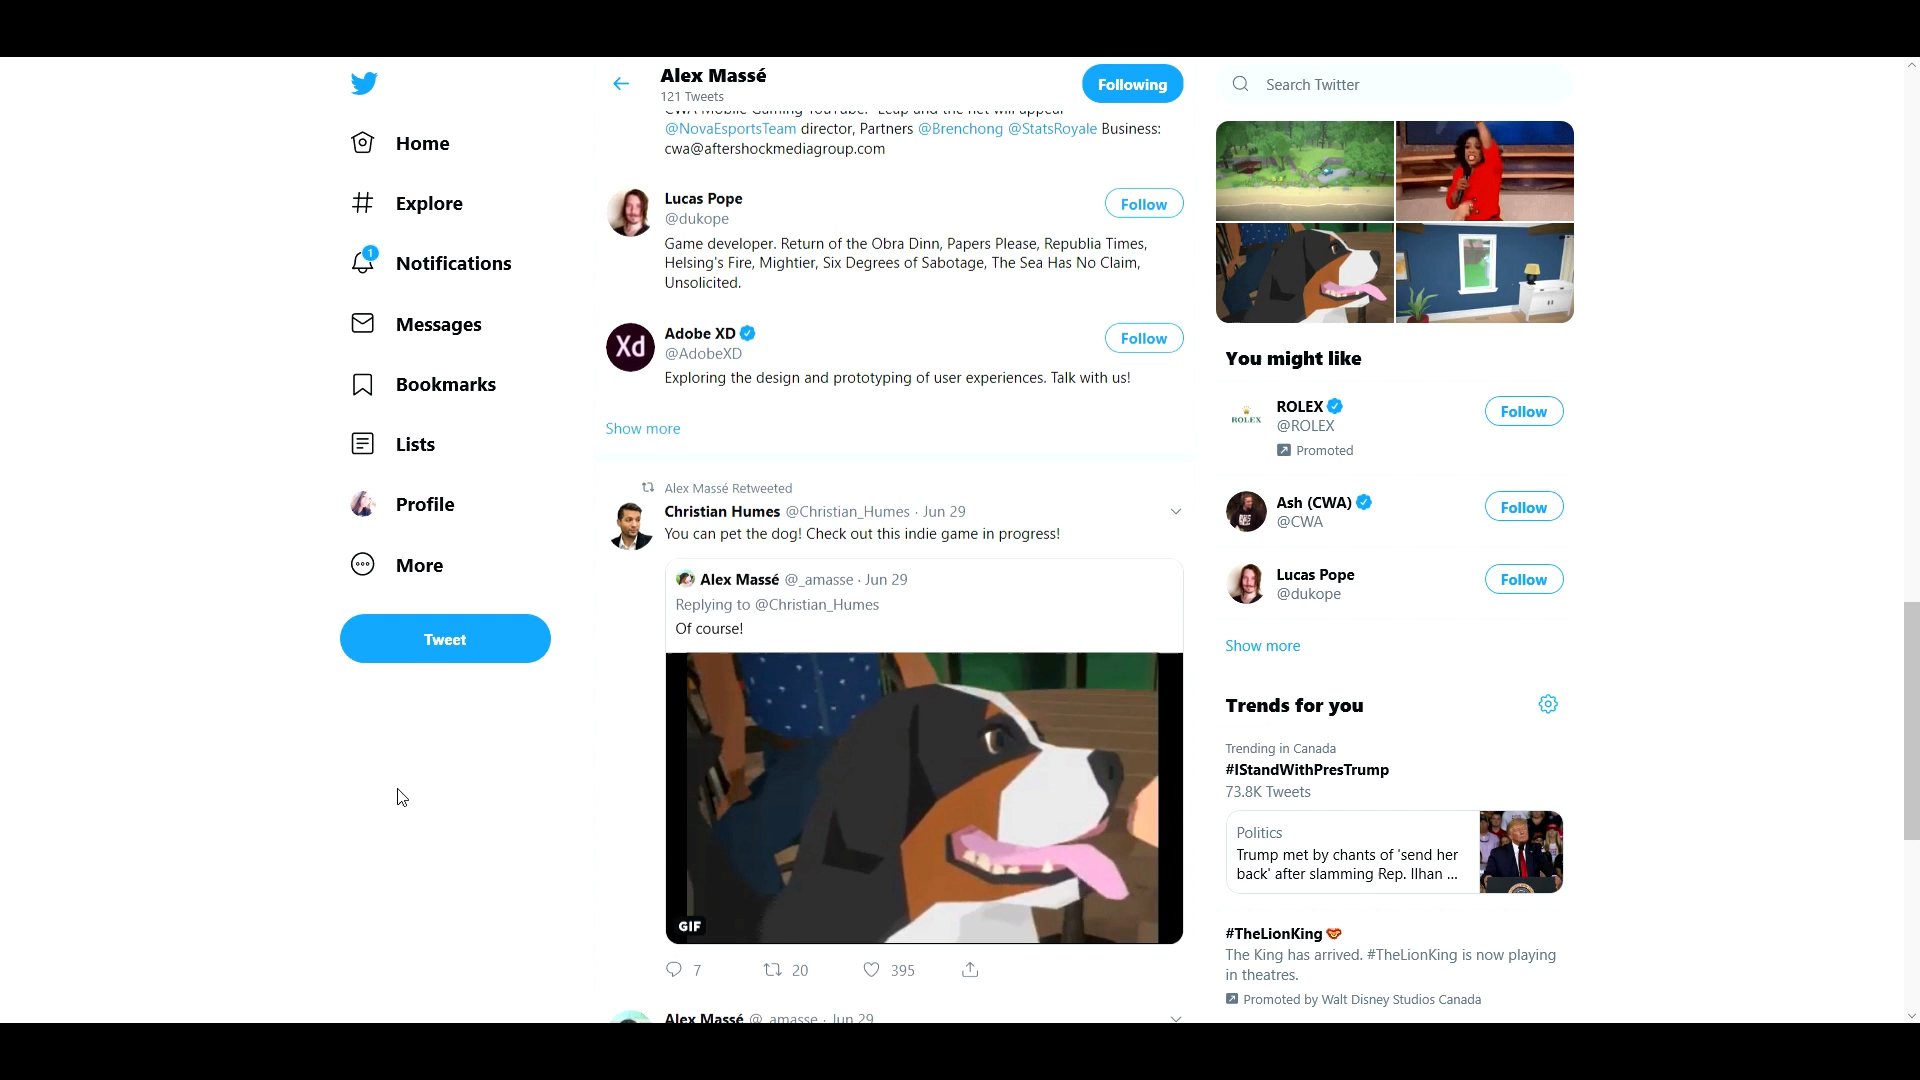 Home
Explore
1
Notifications
Messages
Bookmarks
Lists
Profile
More
Tweet
Alex Massé
121 Tweets
Following
CWA Mobile Gaming YouTube. "Leap and the net will appear"
@NovaEsportsTeam director, Partners @Brenchong @StatsRoyale Business:
cwa@aftershockmediagroup.com
Lucas Pope
@dukope
Follow
Game developer. Return of the Obra Dinn, Papers Please, Republia Times,
Helsing's Fire, Mightier, Six Degrees of Sabotage, The Sea Has No Claim,
Unsolicited.
Xd
Adobe XD
@AdobeXD
Follow
Exploring the design and prototyping of user experiences. Talk with us!
Show more
Alex Massé Retweeted
Christian Humes @Christian_Humes · Jun 29
You can pet the dog! Check out this indie game in progress!
Alex Massé @_amasse · Jun 29
Replying to @Christian_Humes
Of course!
GIF
7 20 395
Alex Massé @_amasse · Jun 29
Search Twitter
You might like
ROLEX
ROLEX
@ROLEX
Promoted
Follow
Ash (CWA)
@CWA
Follow
Lucas Pope
@dukope
Follow
Show more
Trends for you
Trending in Canada
#IStandWithPresTrump
73.8K Tweets
Politics
Trump met by chants of 'send her
back' after slamming Rep. Ilhan ...
#TheLionKing
The King has arrived. #TheLionKing is now playing
in theatres.
Promoted by Walt Disney Studios Canada